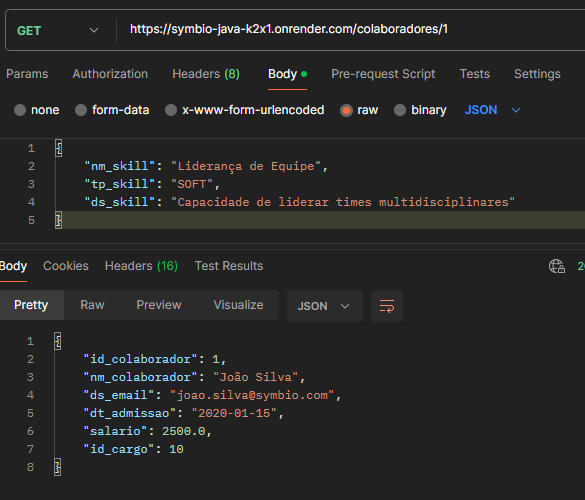 GET https://symbio-java-k2x1.onrender.com/colaboradores/1
Params Authorization Headers (8) Body Pre-request Script Tests Settings
none form-data x-www-form-urlencoded raw binary JSON
1 {
2 "nm_skill": "Liderança de Equipe",
3 "tp_skill": "SOFT",
4 "ds_skill": "Capacidade de liderar times multidisciplinares"
5 }
Body Cookies Headers (16) Test Results
Pretty Raw Preview Visualize JSON
1 {
2 "id_colaborador": 1,
3 "nm_colaborador": "João Silva",
4 "ds_email": "joao.silva@symbio.com",
5 "dt_admissao": "2020-01-15",
6 "salario": 2500.0,
7 "id_cargo": 10
8 }